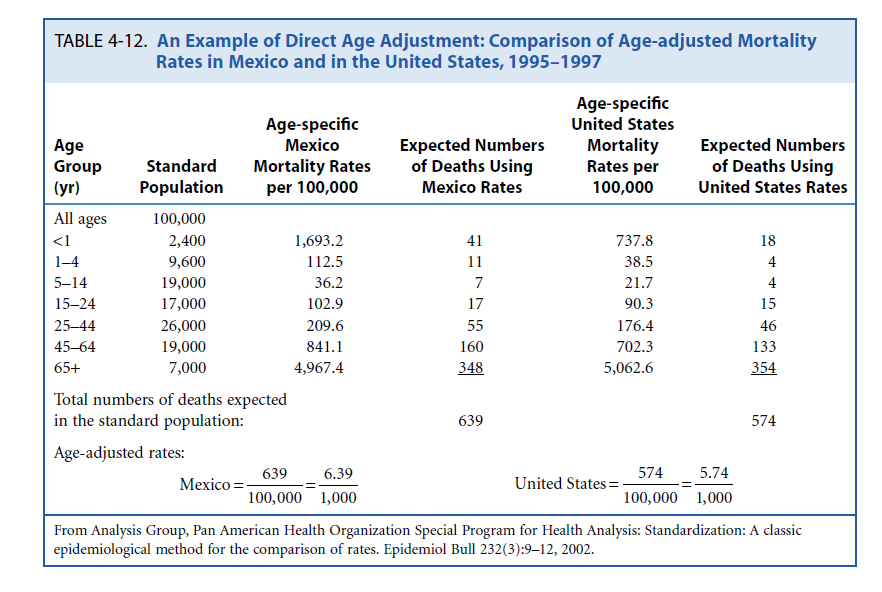 TABLE 4-12. An Example of Direct Age Adjustment: Comparison of Age-adjusted Mortality
Rates in Mexico and in the United States, 1995–1997
Age Group (yr) Standard Population Age-specific Mexico Mortality Rates per 100,000 Expected Numbers of Deaths Using Mexico Rates Age-specific United States Mortality Rates per 100,000 Expected Numbers of Deaths Using United States Rates
All ages 100,000
<1 2,400 1,693.2 41 737.8 18
1–4 9,600 112.5 11 38.5 4
5–14 19,000 36.2 7 21.7 4
15–24 17,000 102.9 17 90.3 15
25–44 26,000 209.6 55 176.4 46
45–64 19,000 841.1 160 702.3 133
65+ 7,000 4,967.4 348 5,062.6 354
Total numbers of deaths expected
in the standard population: 639 574
Age-adjusted rates:
Mexico = 639/100,000 = 6.39/1,000 United States = 574/100,000 = 5.74/1,000
From Analysis Group, Pan American Health Organization Special Program for Health Analysis: Standardization: A classic
epidemiological method for the comparison of rates. Epidemiol Bull 232(3):9–12, 2002.